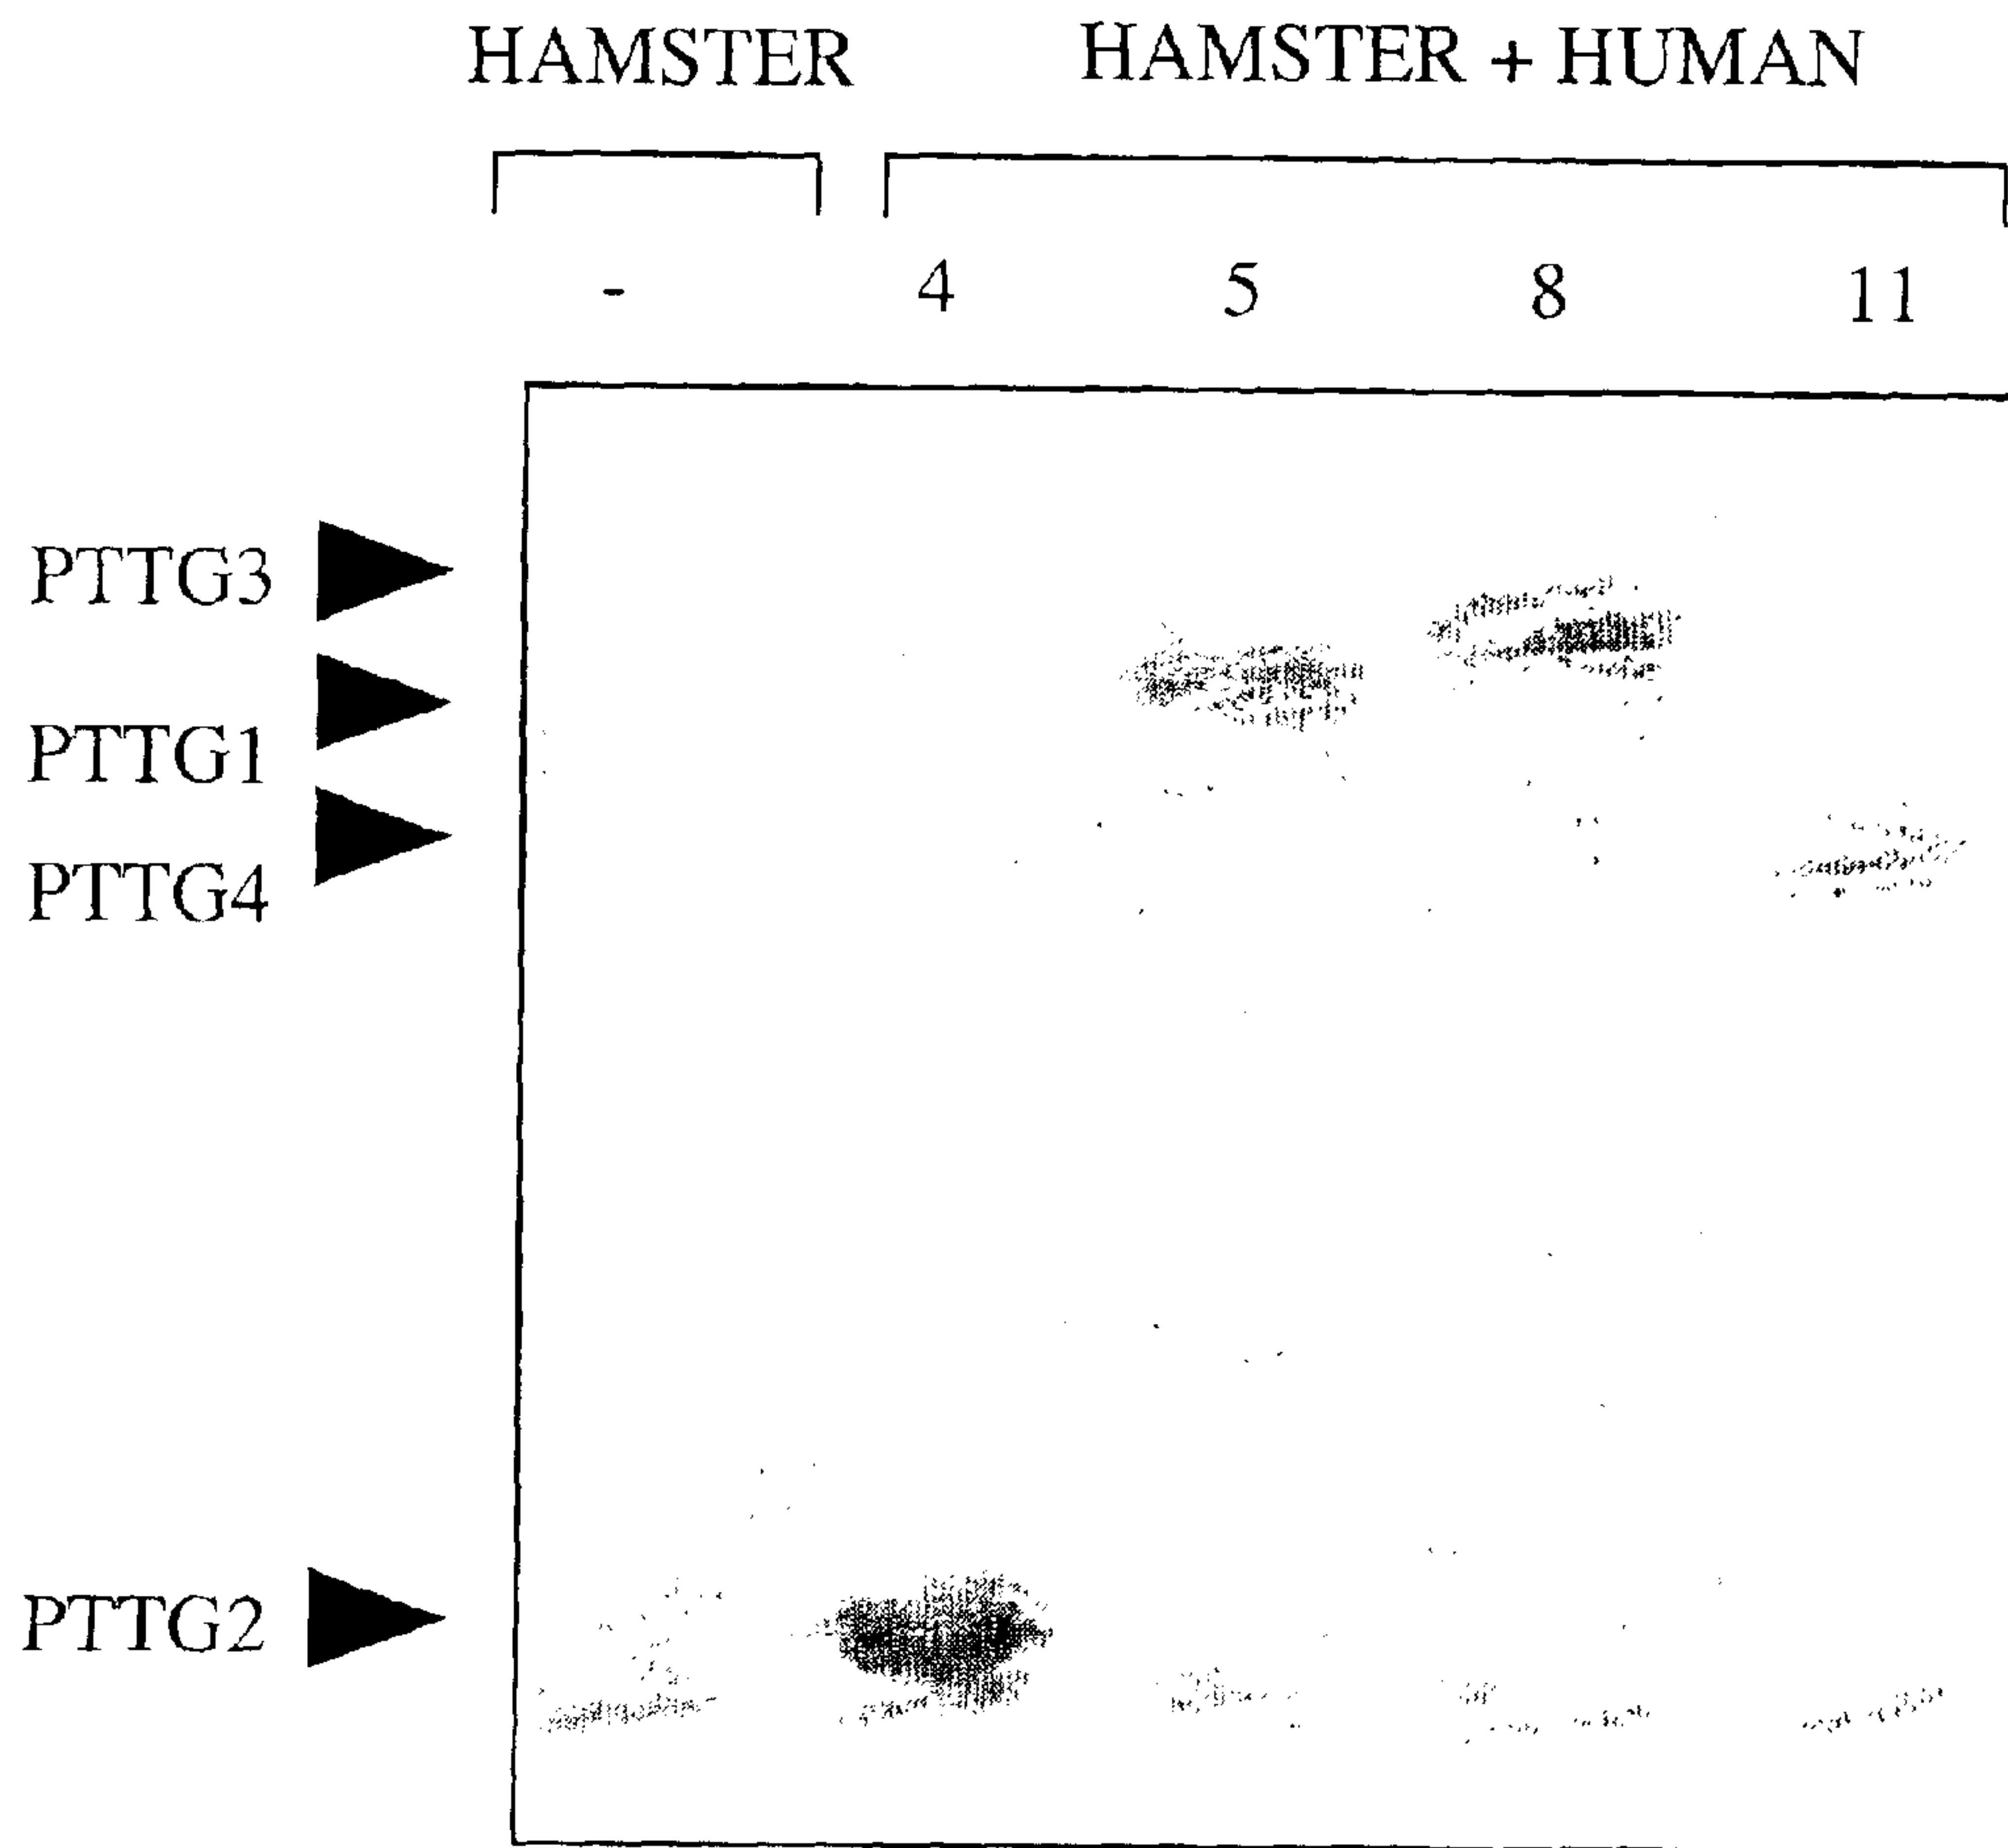 HAMSTER HAMSTER + HUMAN
- 4 5 8 11
PTTG3
PTTG1
PTTG4
PTTG2